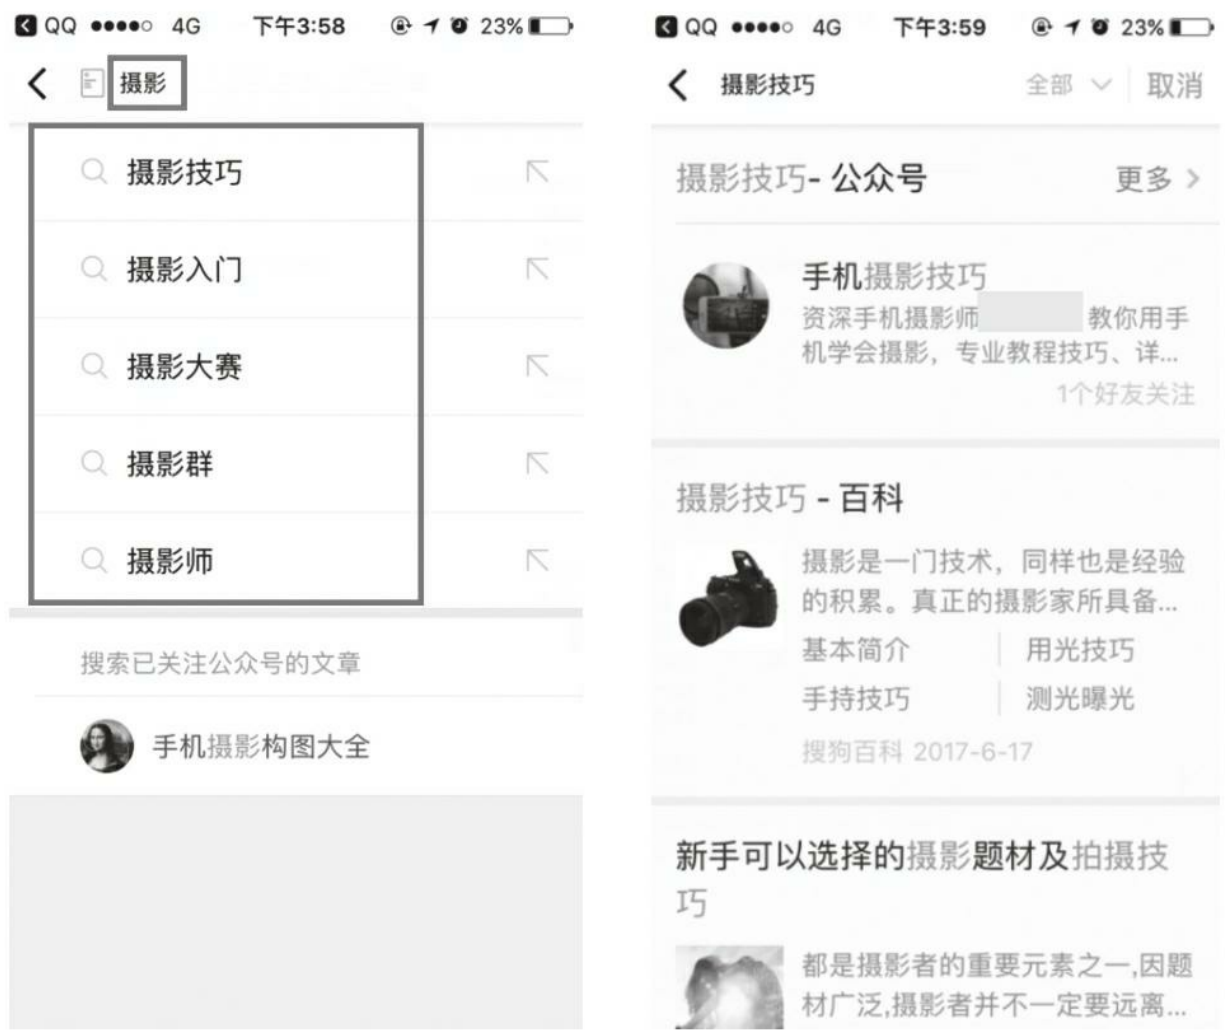 QQ 4G 下午3:58 23%
摄影
摄影技巧
摄影入门
摄影大赛
摄影群
摄影师
搜索已关注公众号的文章
手机摄影构图大全
QQ 4G 下午3:59 23%
摄影技巧 全部 取消
摄影技巧- 公众号 更多
手机摄影技巧
资深手机摄影师 教你用手
机学会摄影，专业教程技巧、详...
1个好友关注
摄影技巧 - 百科
摄影是一门技术，同样也是经验
的积累。真正的摄影家所具备...
基本简介 用光技巧
手持技巧 测光曝光
搜狗百科 2017-6-17
新手可以选择的摄影题材及拍摄技
巧
都是摄影者的重要元素之一,因题
材广泛,摄影者并不一定要远离...